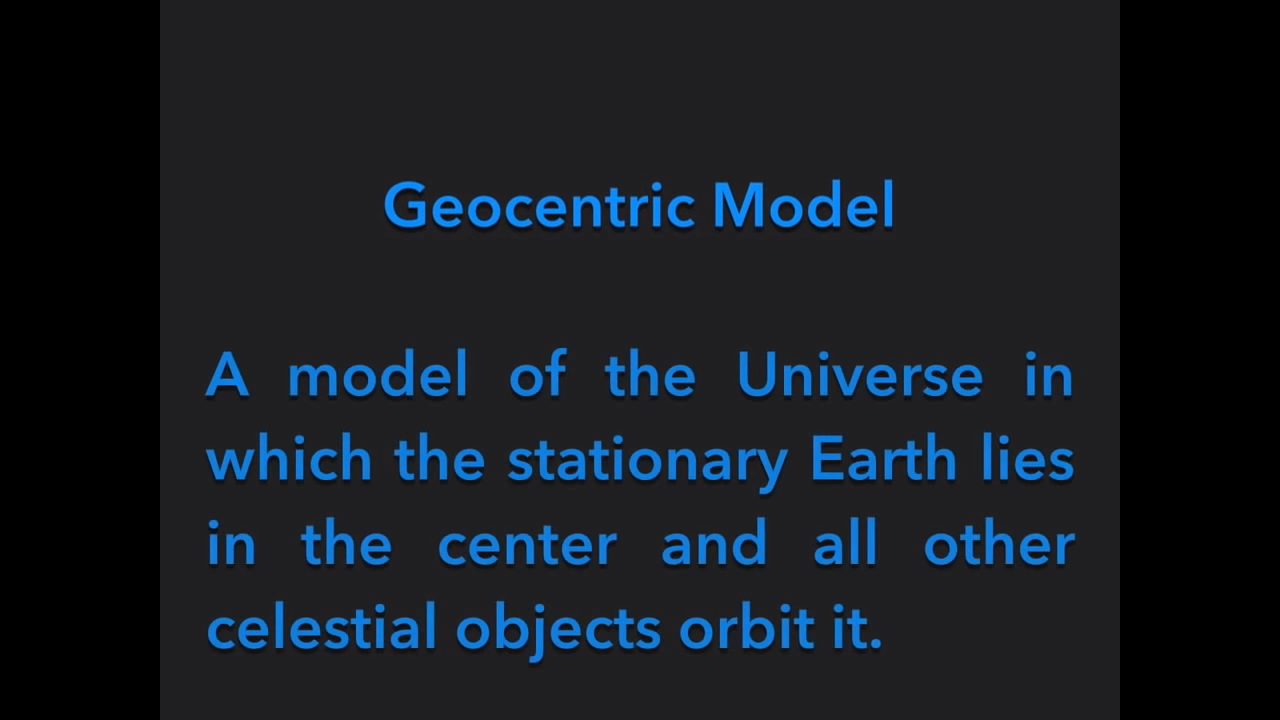 Geocentric Model
A model of the Universe in
which the stationary Earth lies
in the center and all other
celestial objects orbit it.